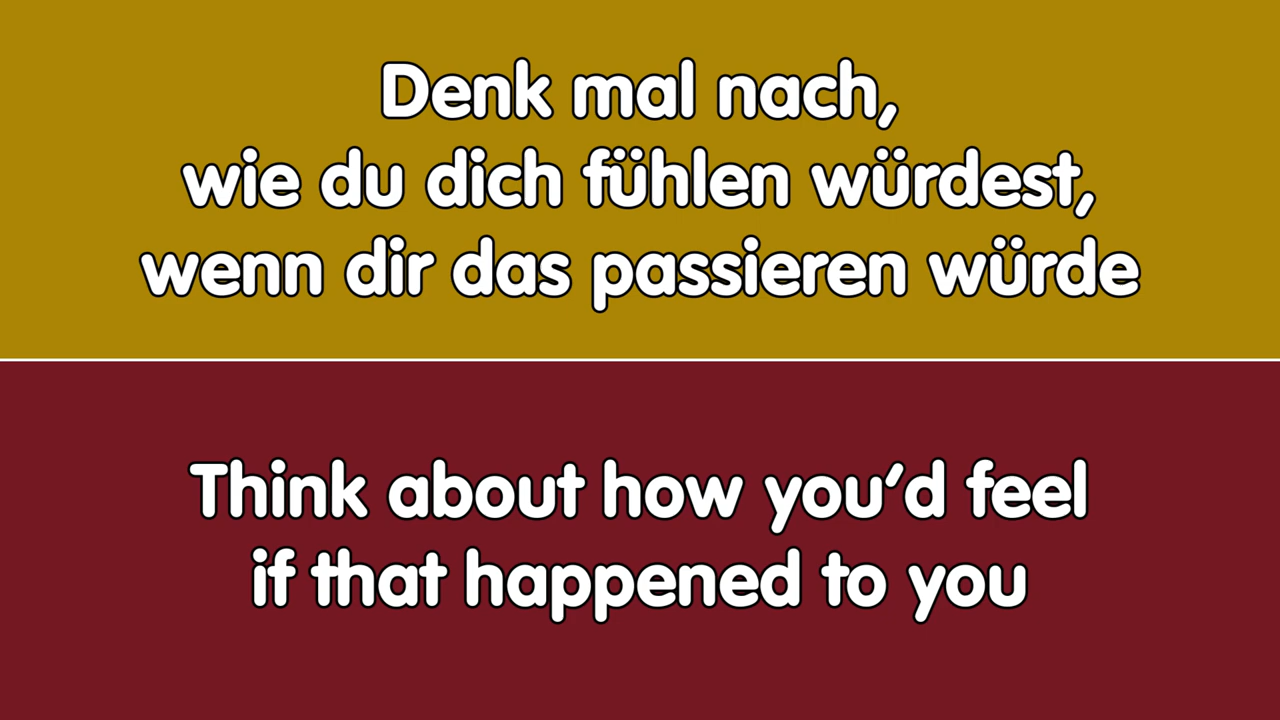 Denk mal nach,
wie du dich fühlen würdest,
wenn dir das passieren würde
Think about how you’d feel
if that happened to you